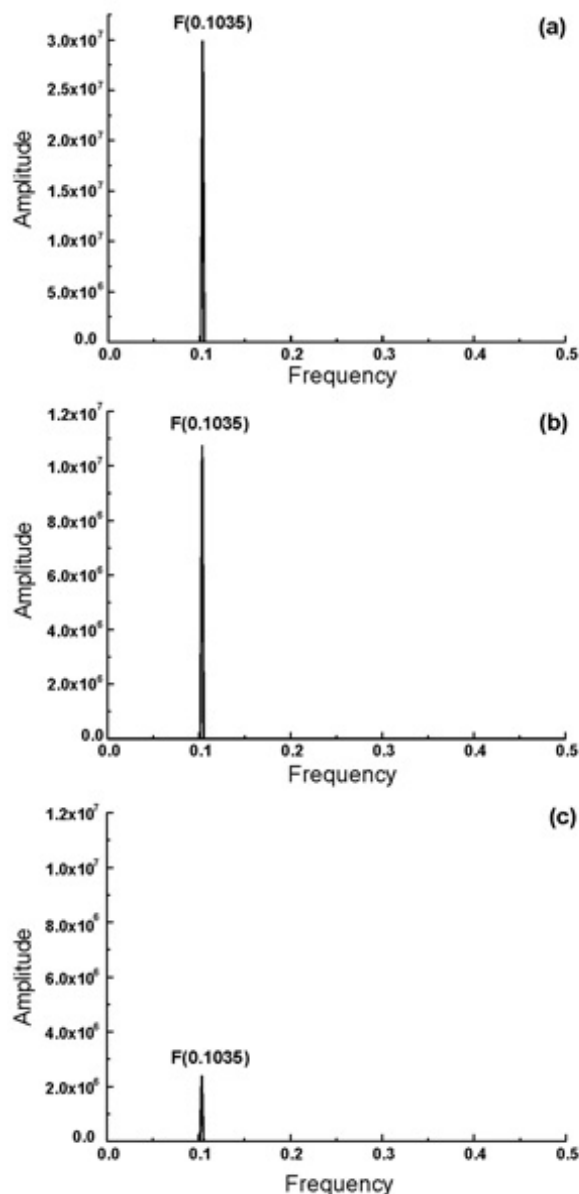 F(0.1035)
(a)
3.0x10⁷
2.5x10⁷
2.0x10⁷
1.5x10⁷
1.0x10⁷
5.0x10⁶
0.0
Amplitude
0.0 0.1 0.2 0.3 0.4 0.5
Frequency
1.2x10⁷
F(0.1035)
(b)
1.0x10⁷
8.0x10⁶
6.0x10⁶
4.0x10⁶
2.0x10⁶
0.0
Amplitude
0.0 0.1 0.2 0.3 0.4 0.5
Frequency
1.2x10⁷
(c)
1.0x10⁷
8.0x10⁶
6.0x10⁶
4.0x10⁶
F(0.1035)
2.0x10⁶
0.0
Amplitude
0.0 0.1 0.2 0.3 0.4 0.5
Frequency